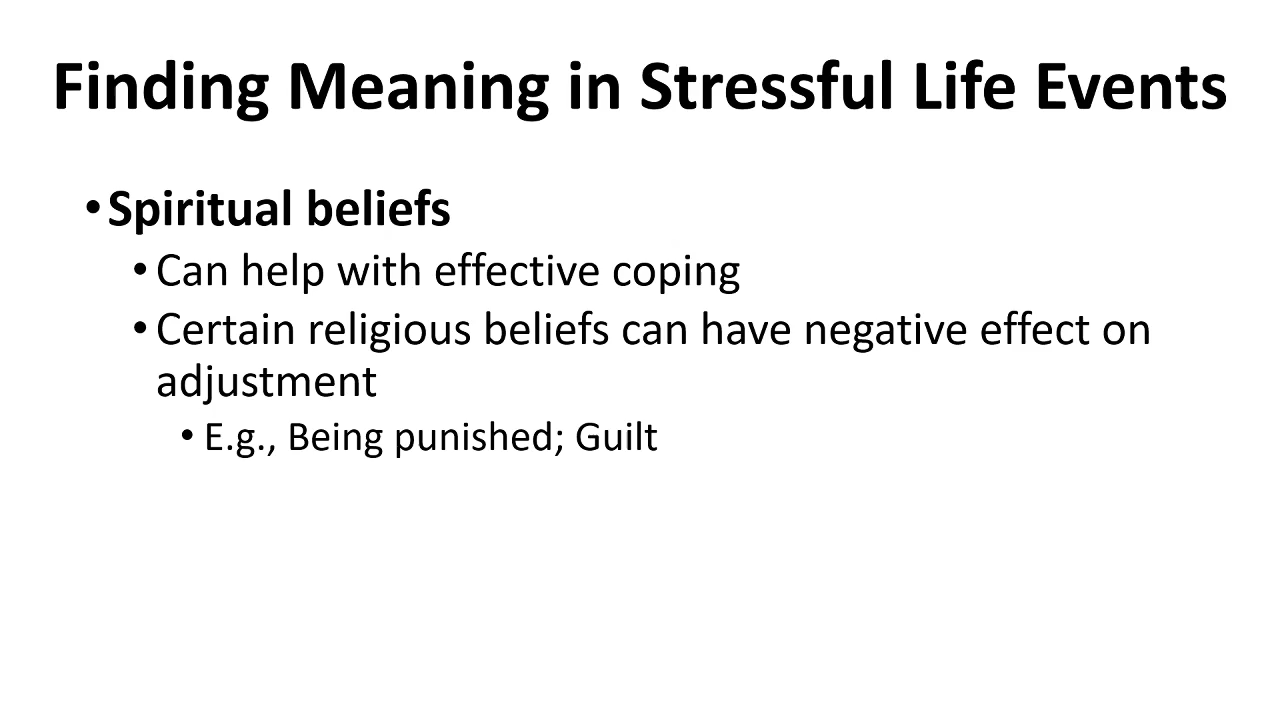 Finding Meaning in Stressful Life Events
•Spiritual beliefs
•Can help with effective coping
•Certain religious beliefs can have negative effect on
adjustment
•E.g., Being punished; Guilt